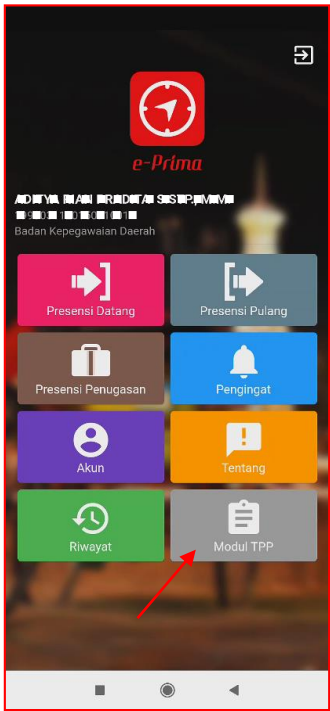 e-Prima
Badan Kepegawaian Daerah
Presensi Datang
Presensi Pulang
Presensi Penugasan
Pengingat
Akun
Tentang
Riwayat
Modul TPP